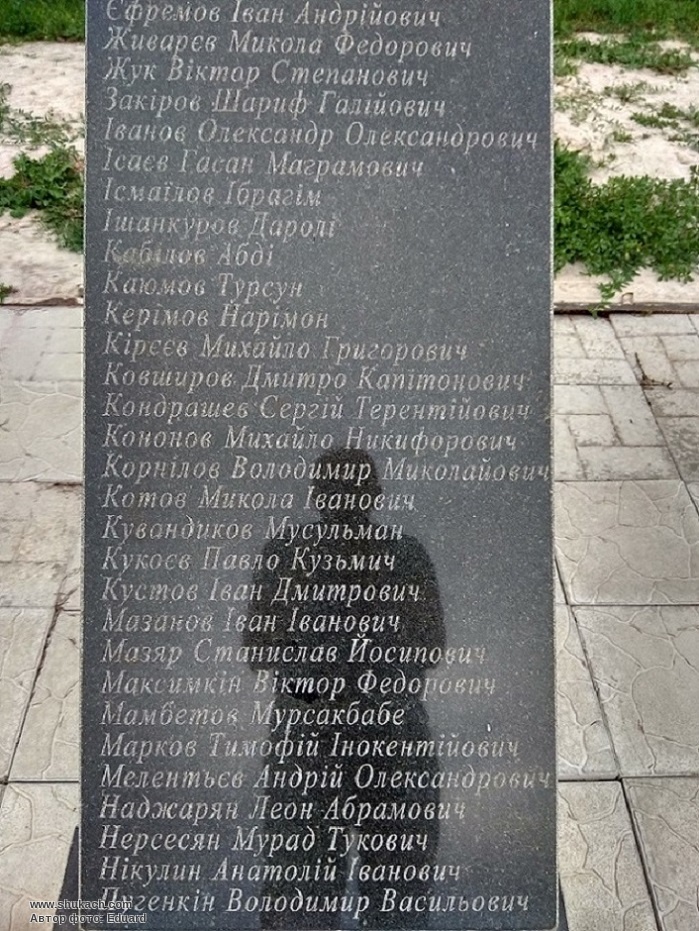 Єфремов Іван Андрійович
Живарєв Микола Федорович
Жук Віктор Степанович
Закіров Шариф Галійович
Іванов Олександр Олександрович
Ісаєв Гасан Маграмович
Ісмаїлов Ібрагім
Ішанкуров Даролі
Кабілов Абді
Каюмов Турсун
Керімов Нарімон
Кірєєв Михайло Григорович
Ковширов Дмитро Капітонович
Кондрашев Сергій Терентійович
Кононов Михайло Никифорович
Корнілов Володимир Миколайович
Котов Микола Іванович
Кувандиков Мусульман
Кукоєв Павло Кузьмич
Кустов Іван Дмитрович
Мазанов Іван Іванович
Мазяр Станислав Йосипович
Максимкін Віктор Федорович
Мамбетов Мурсакбабе
Марков Тимофій Інокентійович
Мелентьєв Андрій Олександрович
Наджарян Леон Абрамович
Нерсесян Мурад Тукович
Нікулин Анатолій Іванович
Володимир Васильович
www.shukach.com
Автор фото: Eduard